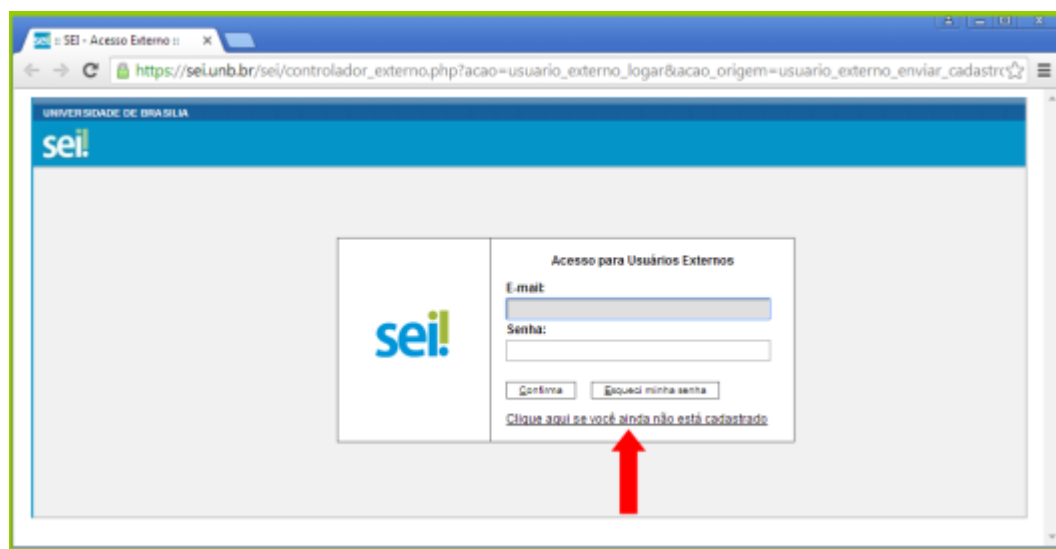 :: SEI - Acesso Externo ::
https://sei.unb.br/sei/controlador_externo.php?acao=usuario_externo_logar&acao_origem=usuario_externo_enviar_cadastro
UNIVERSIDADE DE BRASILIA
sei!
Acesso para Usuários Externos
E-mail:
sei!
Senha:
Confirma Esqueci minha senha
Clique aqui se você ainda não está cadastrado